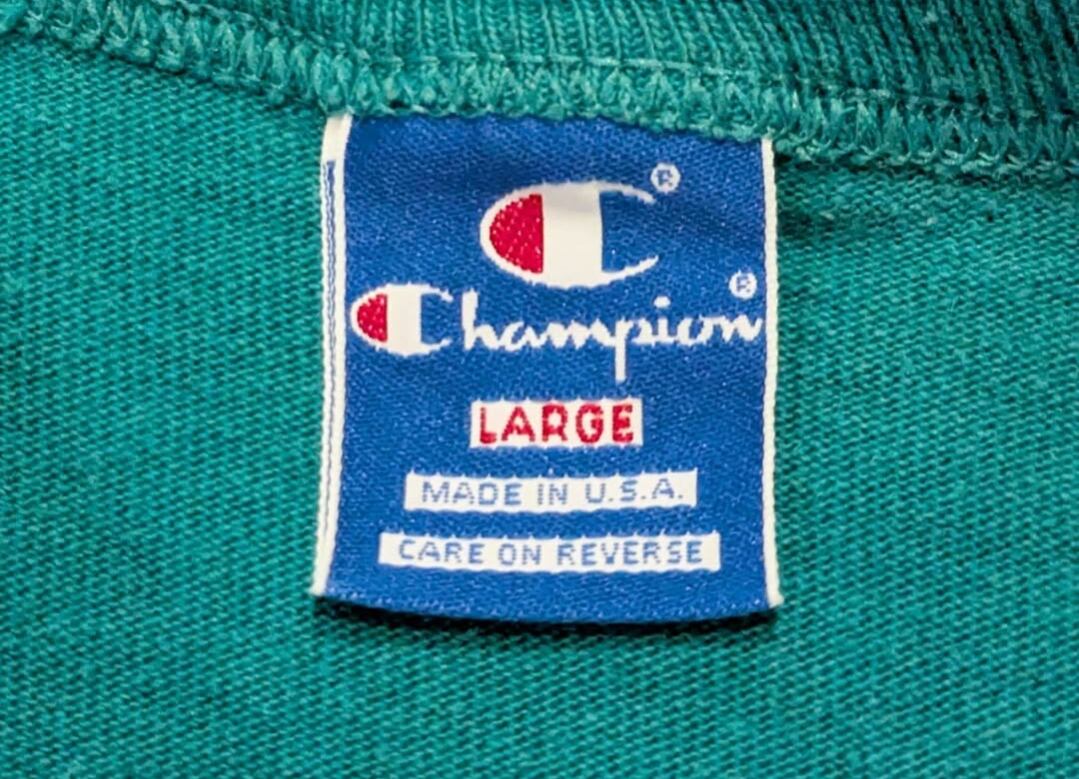 C®
Champion®
LARGE
MADE IN U.S.A.
CARE ON REVERSE